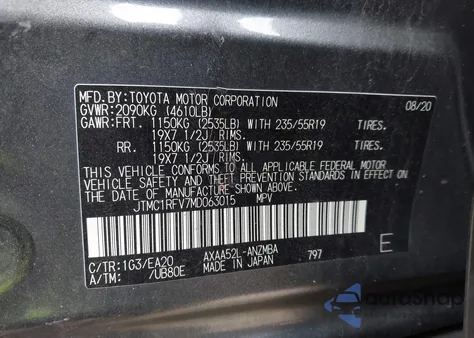 MFD.BY:TOYOTA MOTOR CORPORATION 08/20
GVWR:2090KG (4610LB)
GAWR:FRT. 1150KG (2535LB) WITH 235/55R19 TIRES.
19X7 1/2J RIMS.
RR. 1150KG (2535LB) WITH 235/55R19 TIRES.
19X7 1/2J RIMS.
THIS VEHICLE CONFORMS TO ALL APPLICABLE FEDERAL MOTOR
VEHICLE SAFETY AND BUMPER STANDARDS IN EFFECT ON
THE DATE OF MANUFACTURE SHOWN ABOVE.
JTMC1RFV7MD063015 MPV
C/TR:1G3/EA20 AXAA52L-ANZMBA 797 E
A/TM: /UB80E MADE IN JAPAN
AutoSnap